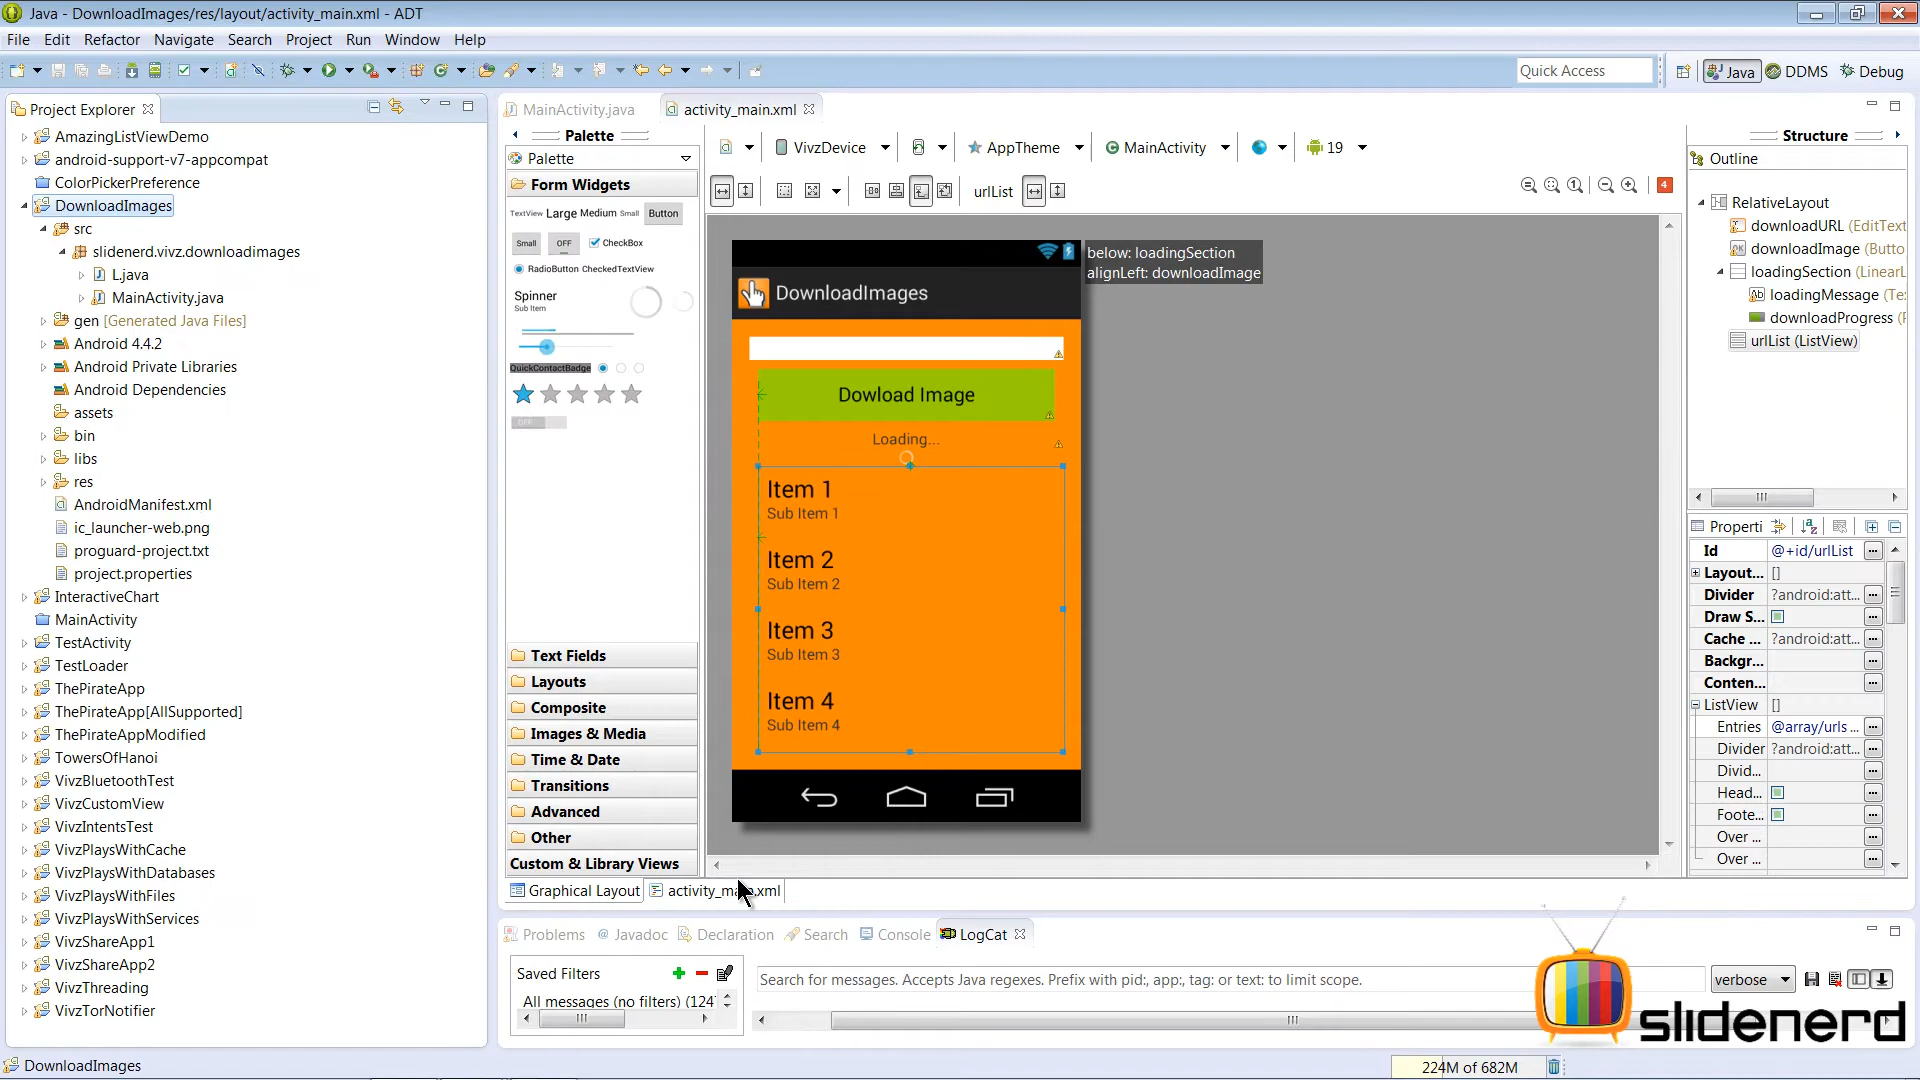 Java - DownloadImages/res/layout/activity_main.xml - ADT
File Edit Refactor Navigate Search Project Run Window Help
Quick Access
Java
DDMS
Debug
Project Explorer
AmazingListViewDemo
android-support-v7-appcompat
ColorPickerPreference
DownloadImages
src
slidenerd.vivz.downloadimages
L.java
MainActivity.java
gen [Generated Java Files]
Android 4.4.2
Android Private Libraries
Android Dependencies
assets
bin
libs
res
AndroidManifest.xml
ic_launcher-web.png
proguard-project.txt
project.properties
InteractiveChart
MainActivity
TestActivity
TestLoader
ThePirateApp
ThePirateApp[AllSupported]
ThePirateAppModified
TowersOfHanoi
VivzBluetoothTest
VivzCustomView
VivzIntentsTest
VivzPlaysWithCache
VivzPlaysWithDatabases
VivzPlaysWithFiles
VivzPlaysWithServices
VivzShareApp1
VivzShareApp2
VivzThreading
VivzTorNotifier
DownloadImages
MainActivity.java
activity_main.xml
Palette
Palette
Form Widgets
TextView Large Medium Small Button
Small OFF CheckBox
RadioButton CheckedTextView
Spinner
Sub Item
QuickContactBadge
OFF
Text Fields
Layouts
Composite
Images & Media
Time & Date
Transitions
Advanced
Other
Custom & Library Views
VivzDevice
AppTheme
MainActivity
19
urlList
4
below: loadingSection
alignLeft: downloadImage
DownloadImages
Dowload Image
Loading...
Item 1
Sub Item 1
Item 2
Sub Item 2
Item 3
Sub Item 3
Item 4
Sub Item 4
Graphical Layout
activity_main.xml
Structure
Outline
RelativeLayout
downloadURL (EditText
downloadImage (Butto
loadingSection (LinearL
Ab loadingMessage (Te:
downloadProgress (F
urlList (ListView)
Properti
Id @+id/urlList
Layout... []
Divider ?android:att...
Draw S...
Cache ... ?android:att...
Backgr...
Conten...
ListView []
Entries @array/urls ...
Divider ?android:att...
Divid...
Head...
Foote...
Over ...
Over ...
Problems
@ Javadoc
Declaration
Search
Console
LogCat
Saved Filters
All messages (no filters) (124
Search for messages. Accepts Java regexes. Prefix with pid:, app:, tag: or text: to limit scope.
verbose
slidenerd
224M of 682M